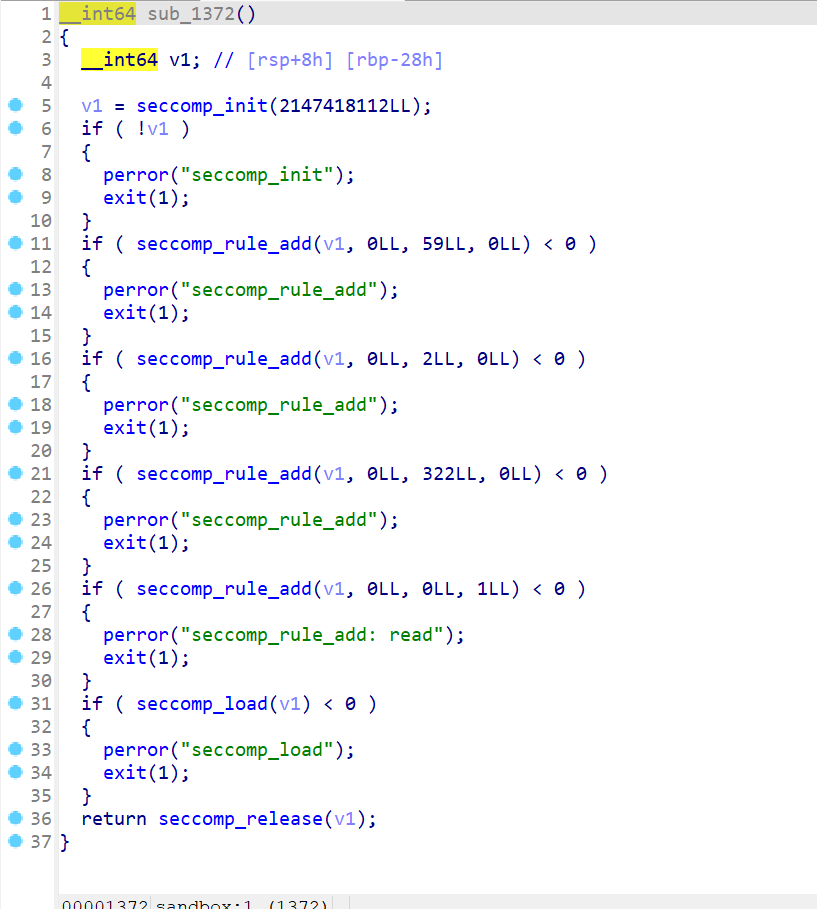 1 __int64 sub_1372()
2 {
3 __int64 v1; // [rsp+8h] [rbp-28h]
4
5 v1 = seccomp_init(2147418112LL);
6 if ( !v1 )
7 {
8 perror("seccomp_init");
9 exit(1);
10 }
11 if ( seccomp_rule_add(v1, 0LL, 59LL, 0LL) < 0 )
12 {
13 perror("seccomp_rule_add");
14 exit(1);
15 }
16 if ( seccomp_rule_add(v1, 0LL, 2LL, 0LL) < 0 )
17 {
18 perror("seccomp_rule_add");
19 exit(1);
20 }
21 if ( seccomp_rule_add(v1, 0LL, 322LL, 0LL) < 0 )
22 {
23 perror("seccomp_rule_add");
24 exit(1);
25 }
26 if ( seccomp_rule_add(v1, 0LL, 0LL, 1LL) < 0 )
27 {
28 perror("seccomp_rule_add: read");
29 exit(1);
30 }
31 if ( seccomp_load(v1) < 0 )
32 {
33 perror("seccomp_load");
34 exit(1);
35 }
36 return seccomp_release(v1);
37 }
00001372 sandbox:1 (1372)